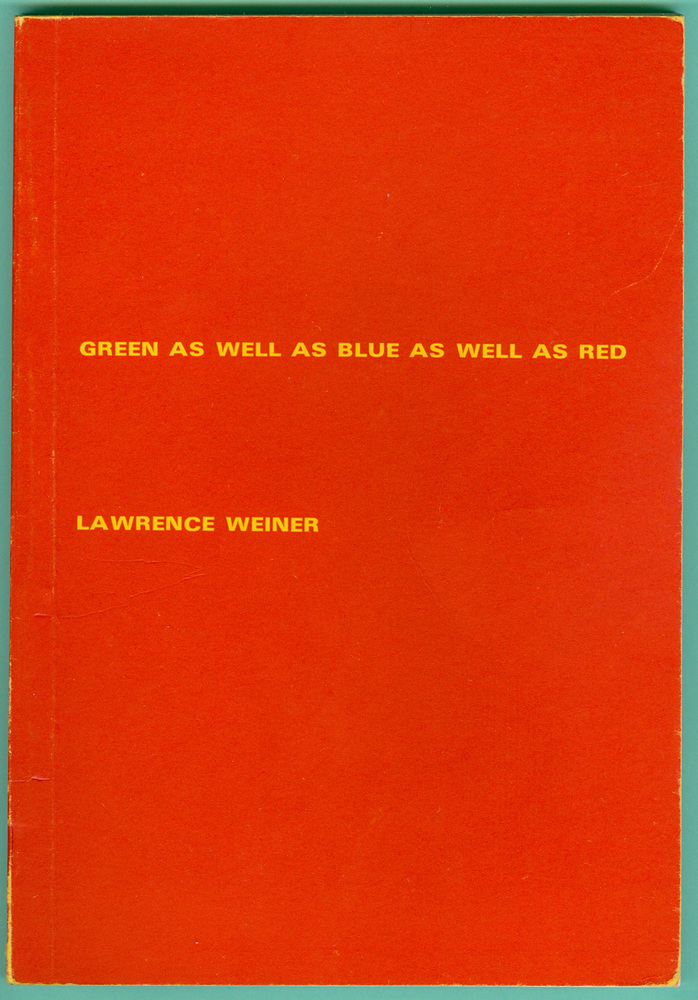 GREEN AS WELL AS BLUE AS WELL AS RED
LAWRENCE WEINER